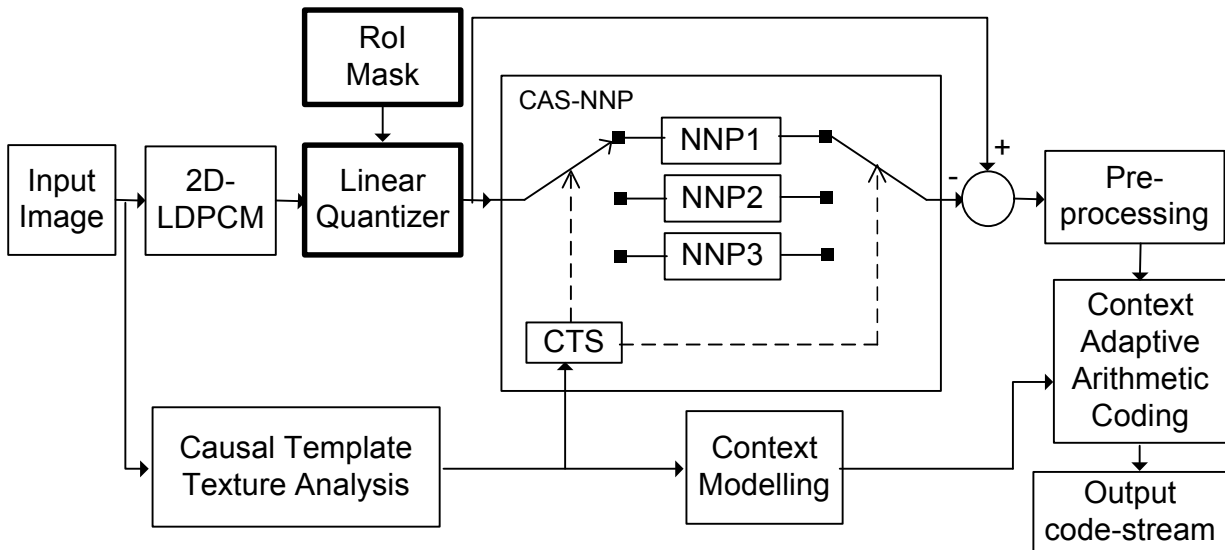 RoI
Mask
CAS-NNP
Input
Image
2D-
LDPCM
Linear
Quantizer
NNP1
NNP2
NNP3
CTS
-
+
Pre-
processing
Causal Template
Texture Analysis
Context
Modelling
Context
Adaptive
Arithmetic
Coding
Output
code-stream